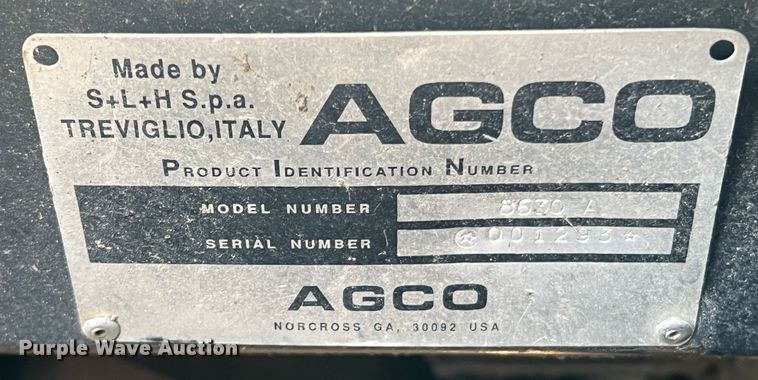 Made by
S+L+H S.p.a.
TREVIGLIO, ITALY
AGCO
PRODUCT IDENTIFICATION NUMBER
MODEL NUMBER 8630 A
SERIAL NUMBER ⊛001293☆
AGCO
NORCROSS GA, 30092 USA
Purple Wave Auction